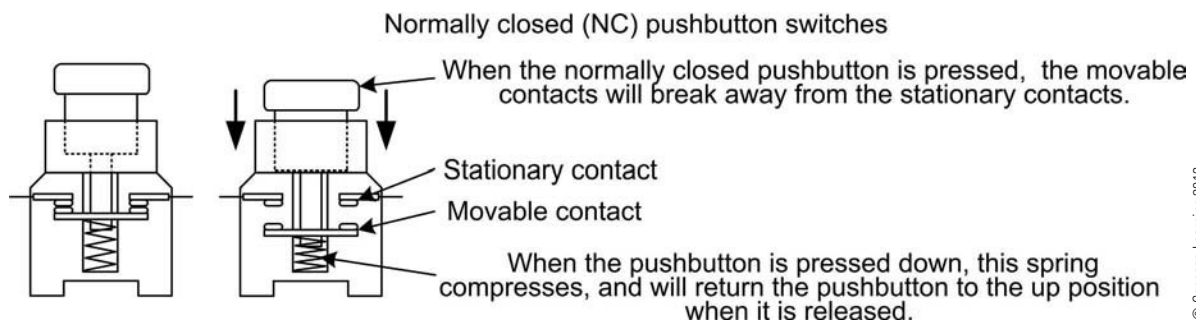 Normally closed (NC) pushbutton switches
When the normally closed pushbutton is pressed, the movable
contacts will break away from the stationary contacts.
Stationary contact
Movable contact
When the pushbutton is pressed down, this spring
compresses, and will return the pushbutton to the up position
when it is released.